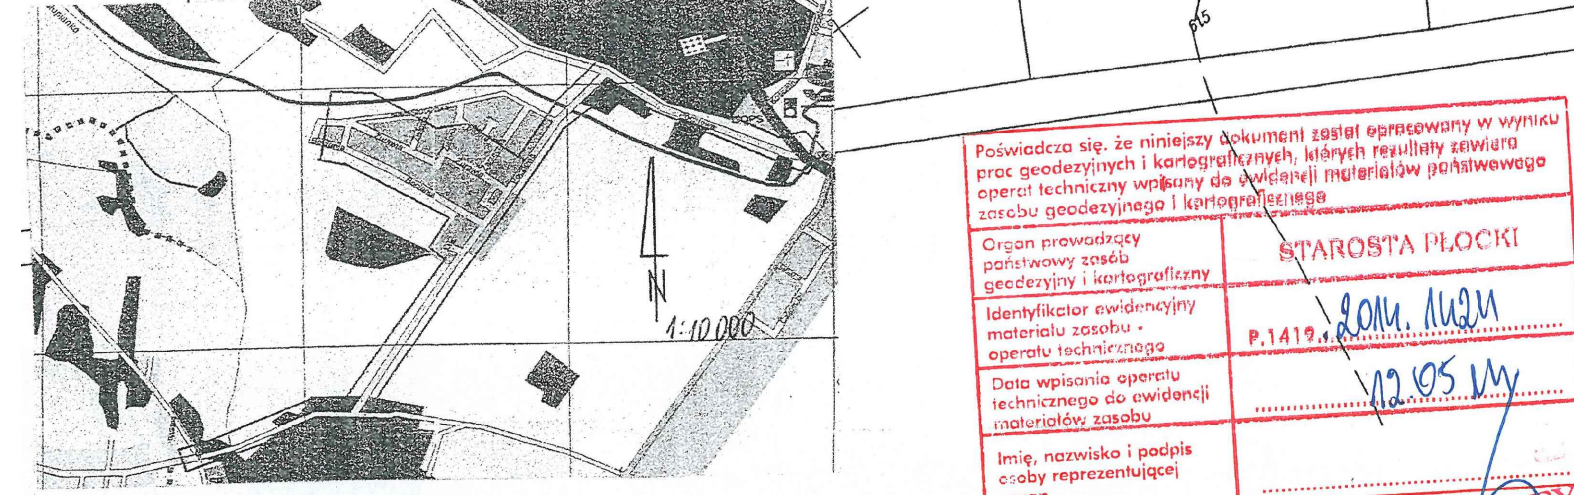 615
GOPS
N
1:10 000
Poświadcza się, że niniejszy dokument został opracowany w wyniku
prac geodezyjnych i kartograficznych, których rezultaty zawiera
operat techniczny wpisany do ewidencji materiałów państwowego
zasobu geodezyjnego i kartograficznego
Organ prowadzący
państwowy zasób
geodezyjny i kartograficzny
STAROSTA PŁOCKI
Identyfikator ewidencyjny
materiału zasobu -
operatu technicznego
P.1419. 2014. 1424
Data wpisania operatu
technicznego do ewidencji
materiałów zasobu
12.05
Imię, nazwisko i podpis
osoby reprezentującej